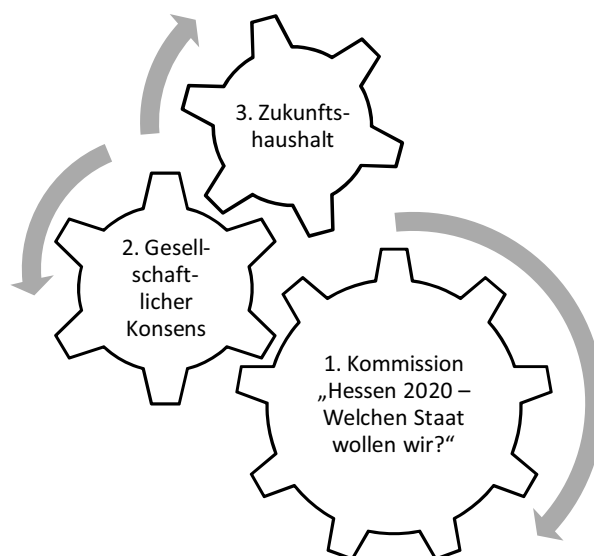 3. Zukunfts-
haushalt
2. Gesell-
schaft-
licher
Konsens
1. Kommission
„Hessen 2020 –
Welchen Staat
wollen wir?“